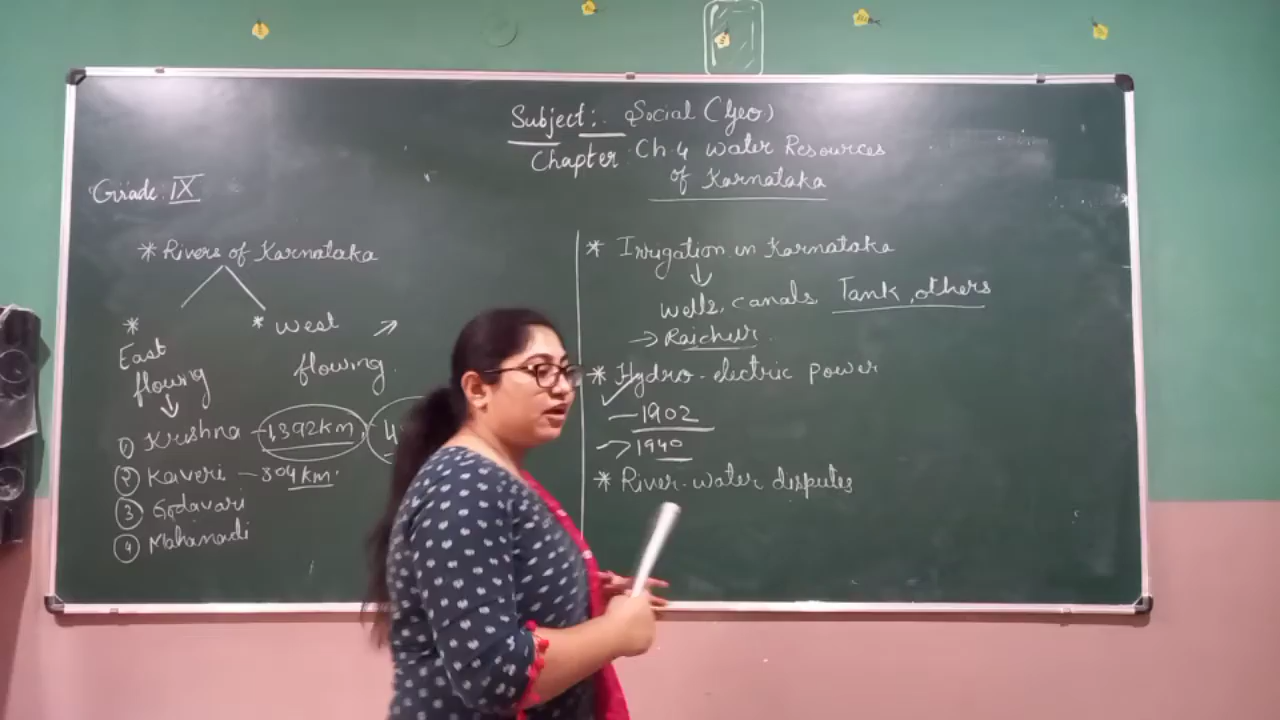 Subject:- Social (Geo)
Chapter: Ch 4 water Resources
of Karnataka
Grade: IX
* Rivers of Karnataka
* East flowing
* west flowing.
① Krishna - 1,392km,
② Kaveri - 304 km.
③ Godavari
④ Mahanadi
* Irrigation in Karnataka
wells, canals, Tank, others
→ Raichur.
* Hydro-electric power
- 1902
→ 1940
* River-water disputes